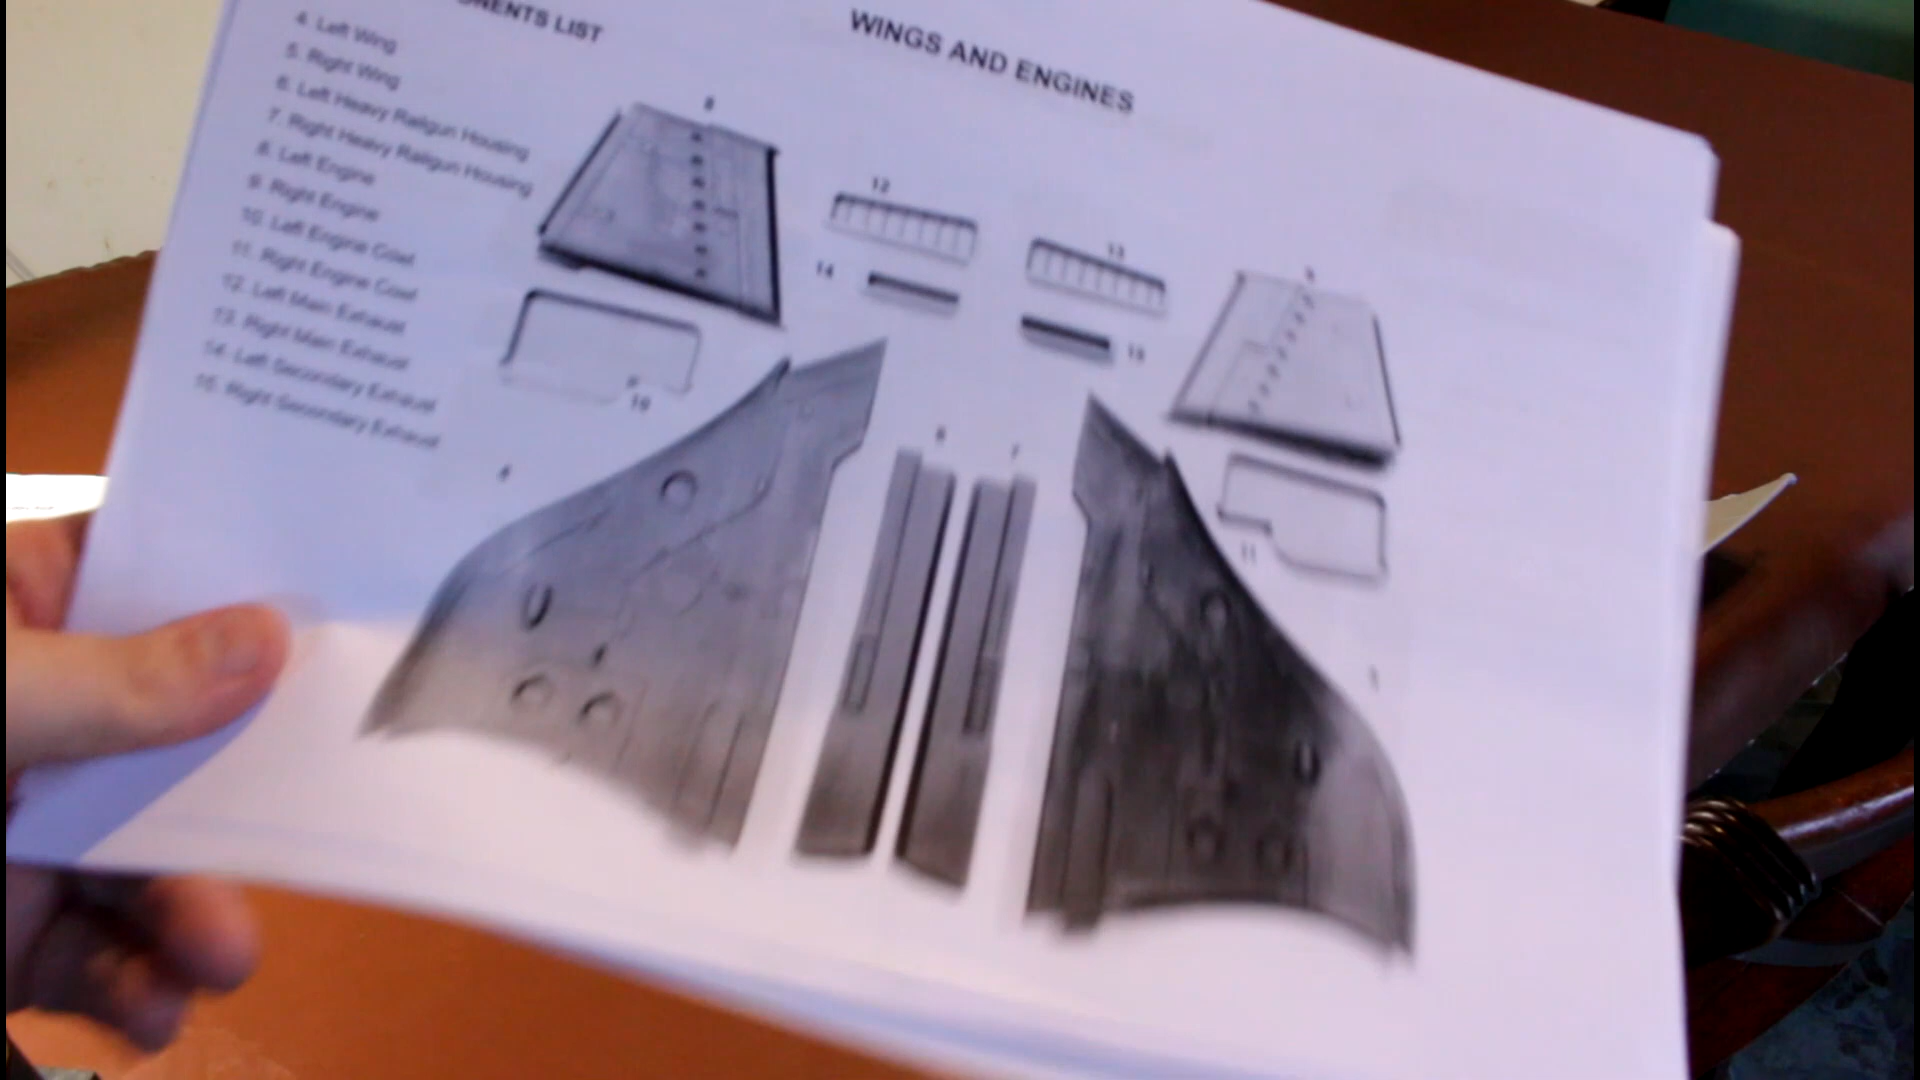 NENTS LIST
WINGS AND ENGINES
4. Left Wing
5. Right Wing
6. Left Heavy Railgun Housing
7. Right Heavy Railgun Housing
8. Left Engine
9. Right Engine
10. Left Engine Cowl
11. Right Engine Cowl
12. Left Main Exhaust
13. Right Main Exhaust
14. Left Secondary Exhaust
15. Right Secondary Exhaust
8
12
13
14
15
10
4
6
7
11